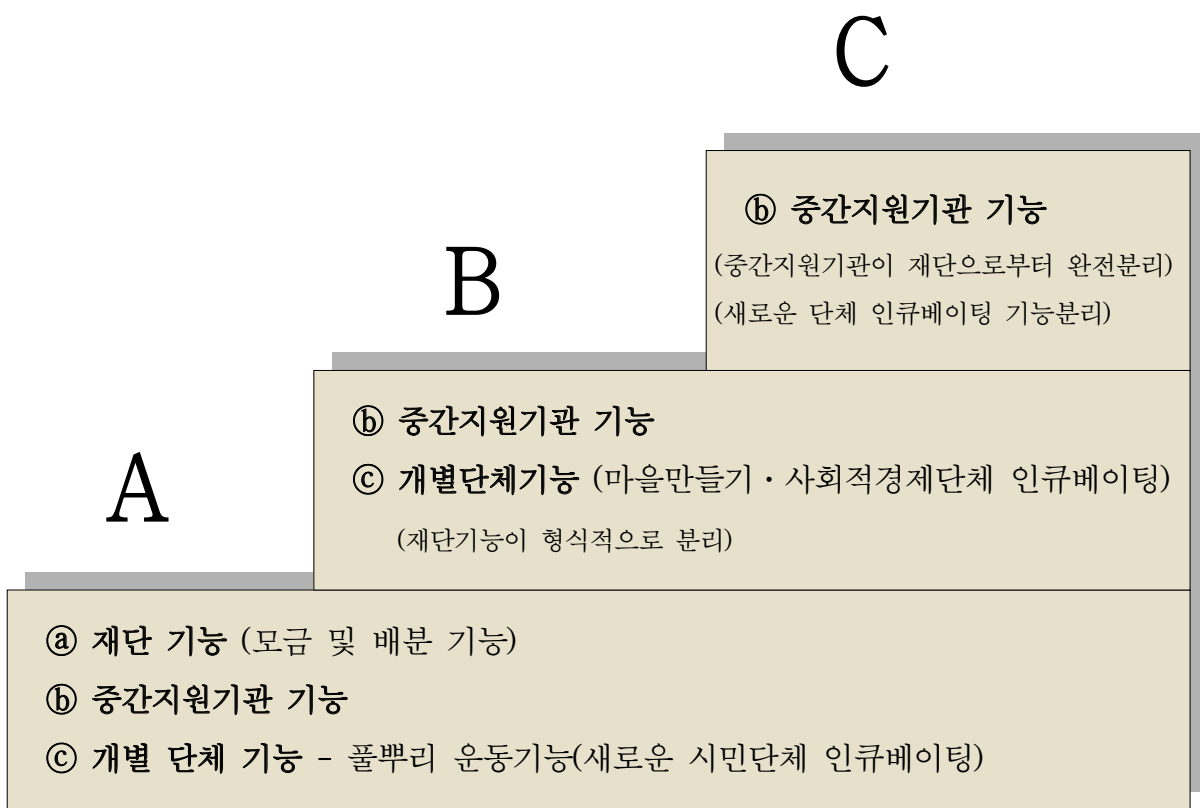 C
ⓑ 중간지원기관 기능
(중간지원기관이 재단으로부터 완전분리)
(새로운 단체 인큐베이팅 기능분리)
B
ⓑ 중간지원기관 기능
ⓒ 개별단체기능 (마을만들기・사회적경제단체 인큐베이팅)
(재단기능이 형식적으로 분리)
A
ⓐ 재단 기능 (모금 및 배분 기능)
ⓑ 중간지원기관 기능
ⓒ 개별 단체 기능 - 풀뿌리 운동기능(새로운 시민단체 인큐베이팅)